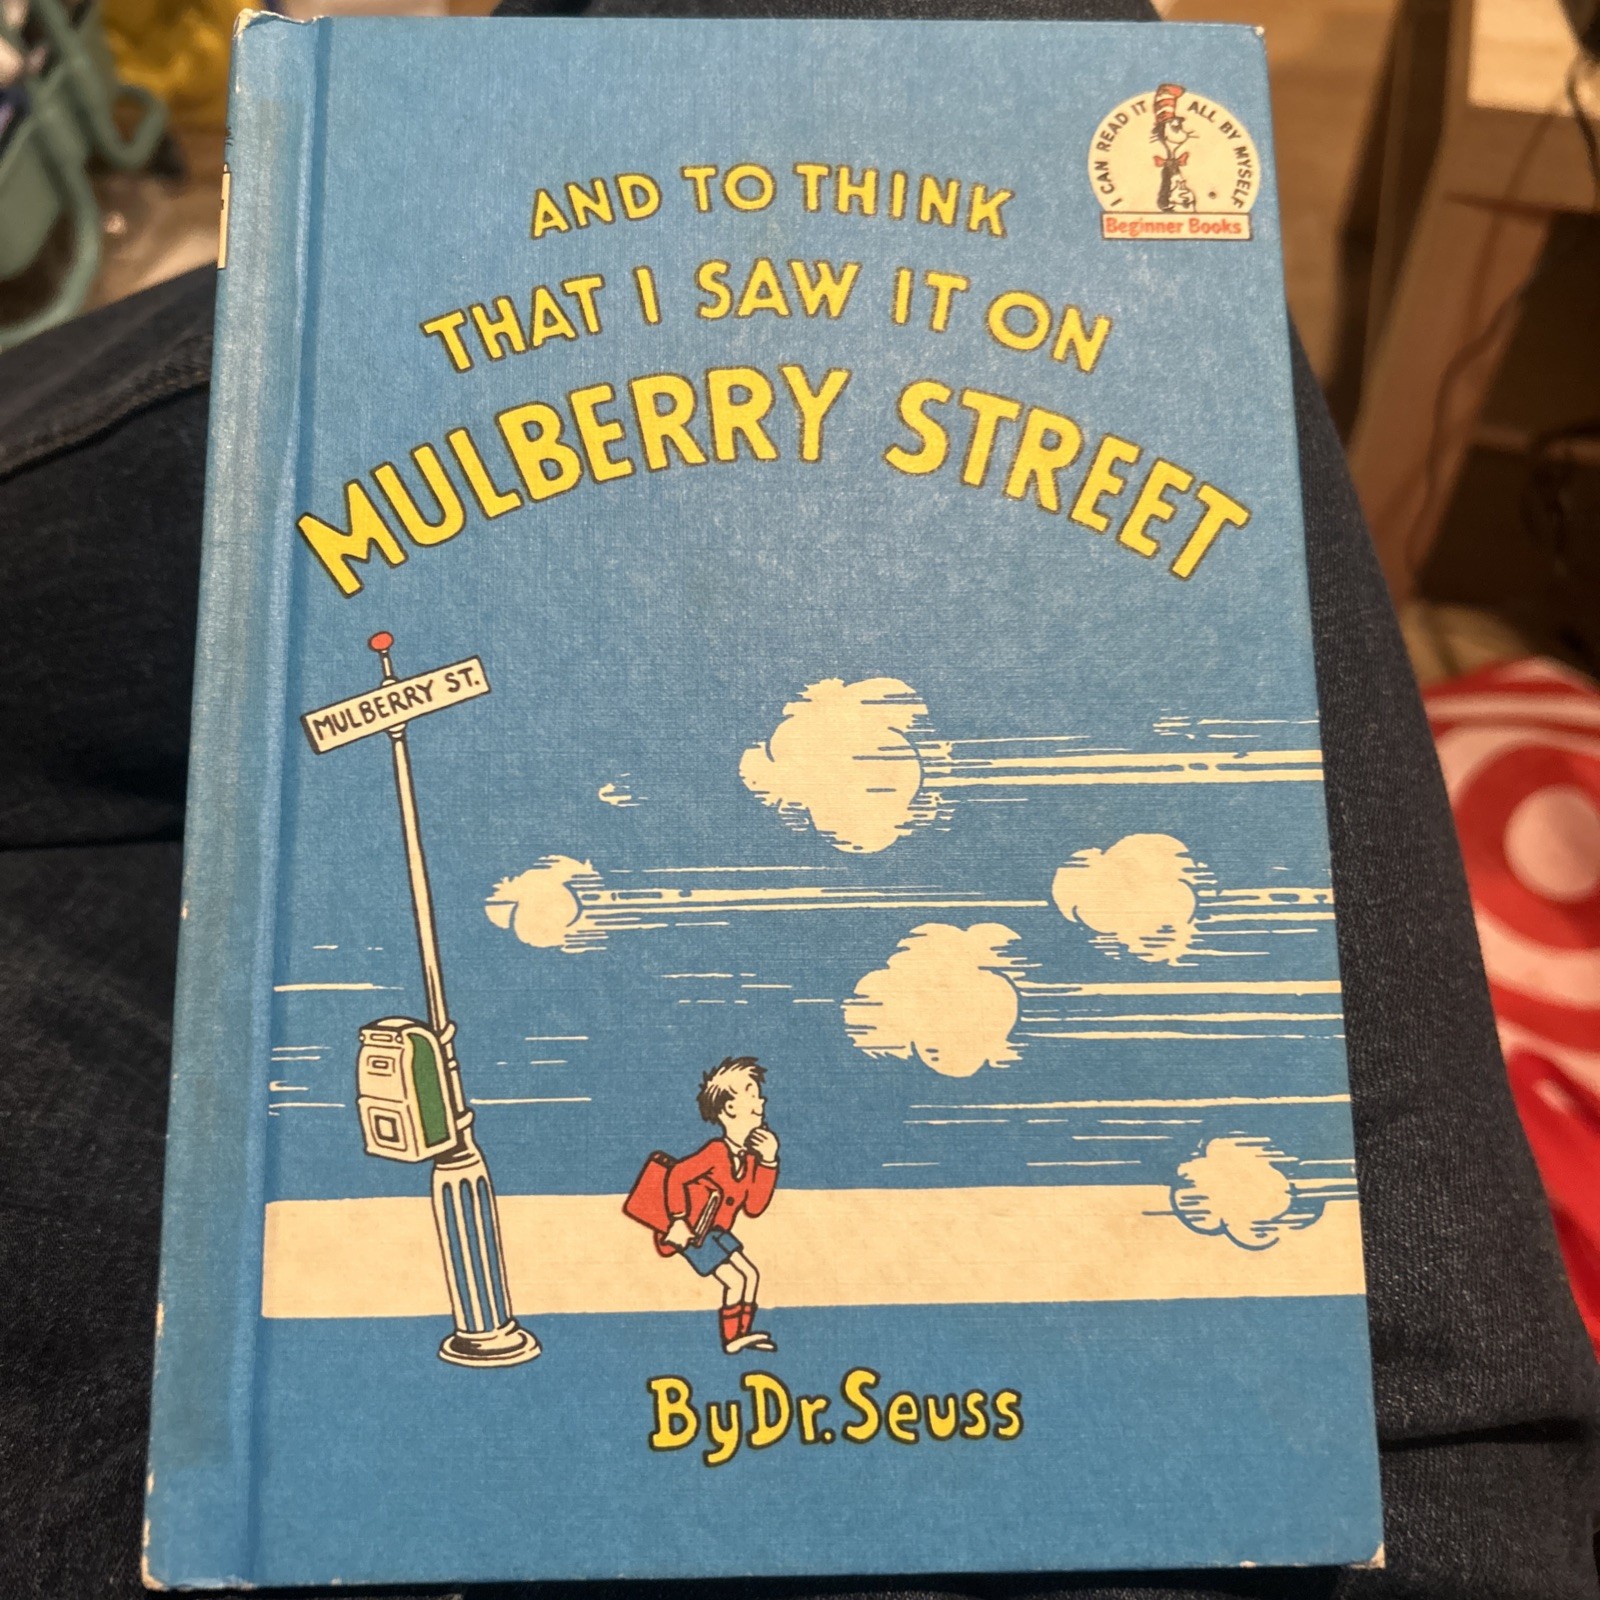 I CAN READ IT ALL BY MYSELF
Beginner Books
AND TO THINK
THAT I SAW IT ON
MULBERRY STREET
MULBERRY ST.
By Dr. Seuss